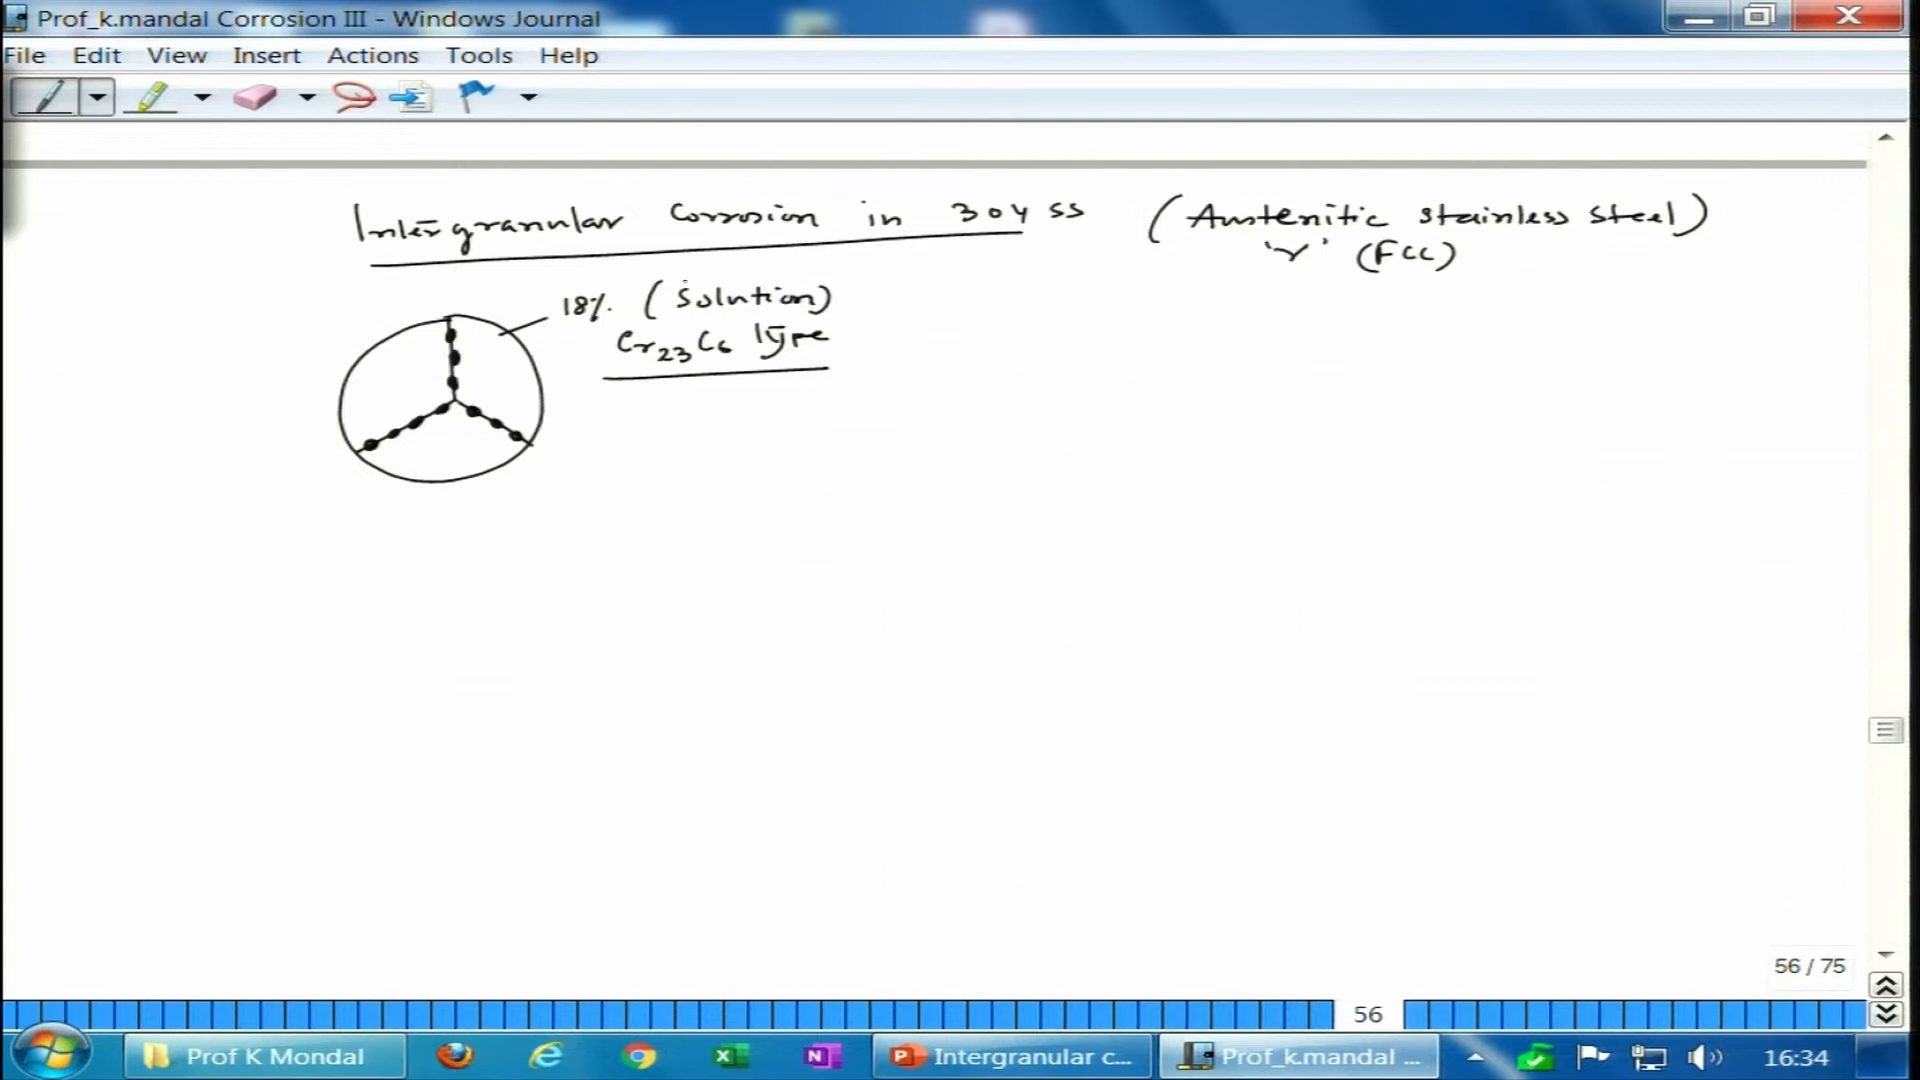 Prof_k.mandal Corrosion III - Windows Journal
File Edit View Insert Actions Tools Help
Intergranular Corrosion in 304 SS (Austenitic stainless steel)
'γ' (FCC)
18%. (Solution)
Cr23C6 Type
56 / 75
56
Prof K Mondal
Intergranular c...
Prof_k.mandal ...
16:34